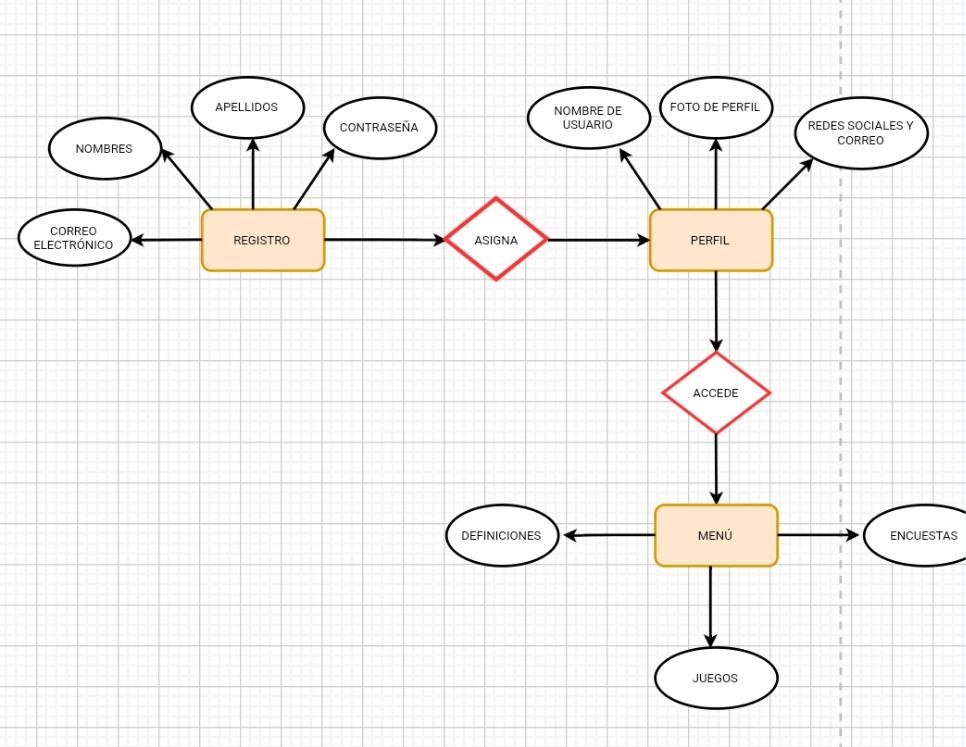 APELLIDOS
CONTRASEÑA
NOMBRES
CORREO
ELECTRÓNICO
REGISTRO
ASIGNA
NOMBRE DE
USUARIO
FOTO DE PERFIL
REDES SOCIALES Y
CORREO
PERFIL
ACCEDE
DEFINICIONES
MENÚ
ENCUESTAS
JUEGOS